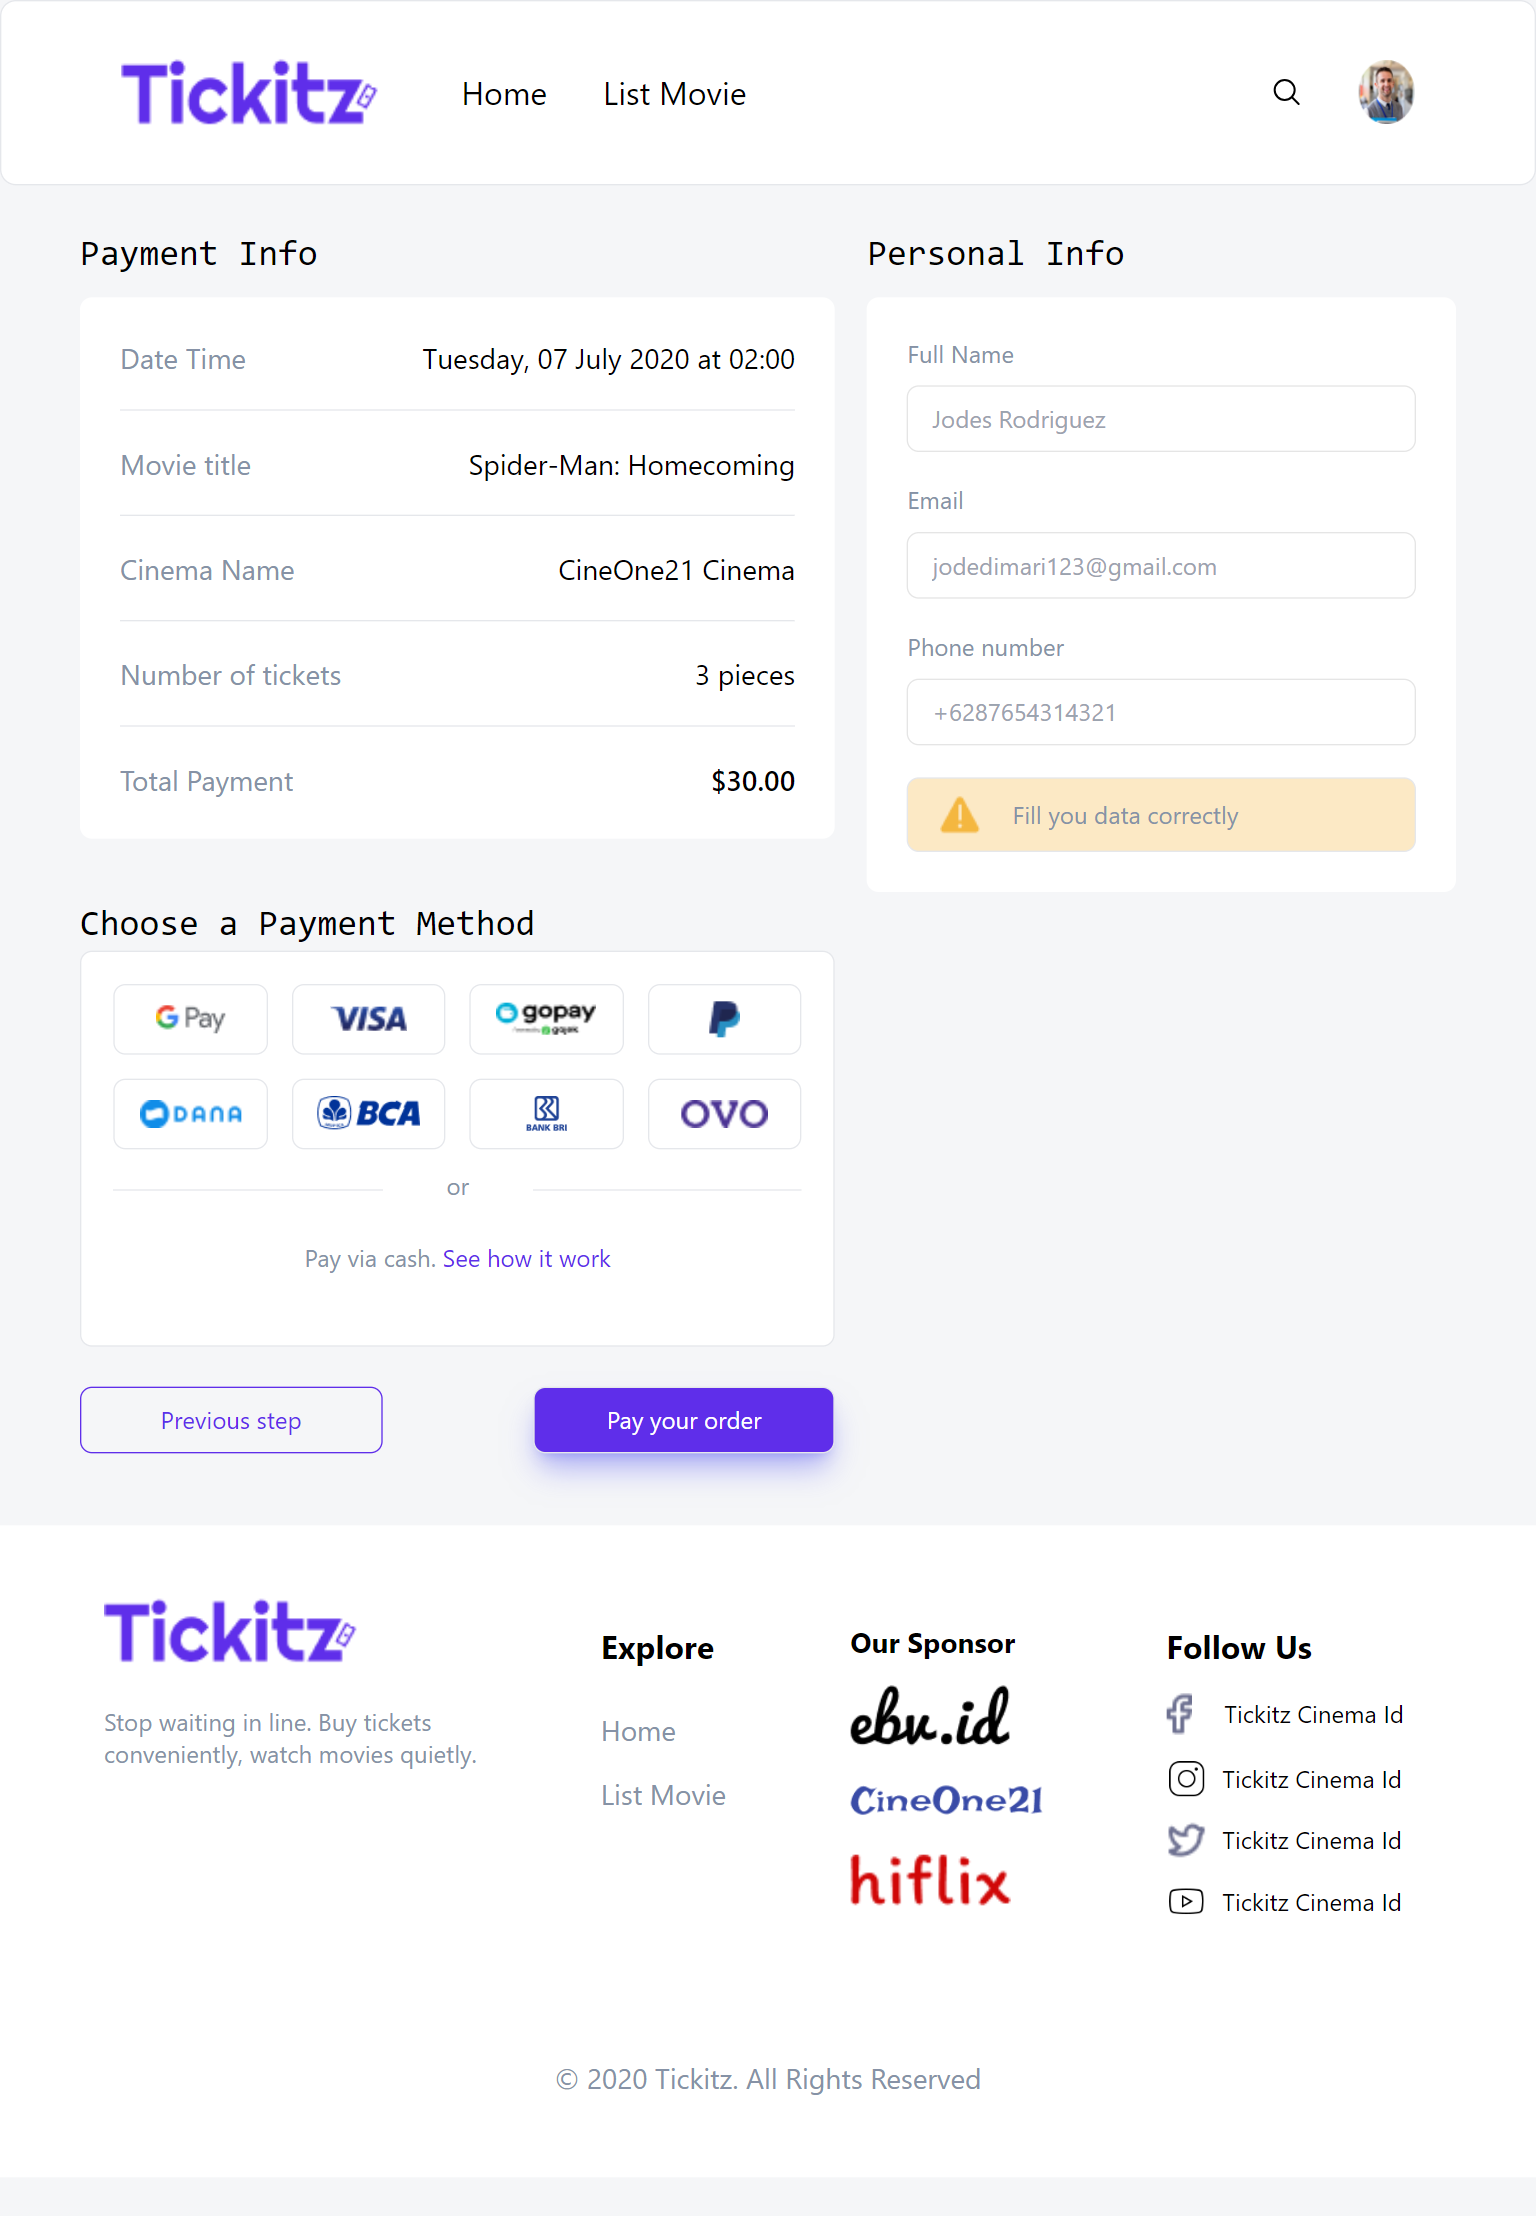 Tickitz
Home
List Movie
Payment Info
Date Time
Tuesday, 07 July 2020 at 02:00
Movie title
Spider-Man: Homecoming
Cinema Name
CineOne21 Cinema
Number of tickets
3 pieces
Total Payment
$30.00
Personal Info
Full Name
Jodes Rodriguez
Email
jodedimari123@gmail.com
Phone number
+6287654314321
Fill you data correctly
Choose a Payment Method
G Pay
VISA
gopay
gojek
DANA
BCA
BANK BRI
OVO
or
Pay via cash. See how it work
Previous step
Pay your order
Tickitz
Stop waiting in line. Buy tickets
conveniently, watch movies quietly.
Explore
Home
List Movie
Our Sponsor
ebv.id
CineOne21
hiflix
Follow Us
Tickitz Cinema Id
Tickitz Cinema Id
Tickitz Cinema Id
Tickitz Cinema Id
© 2020 Tickitz. All Rights Reserved